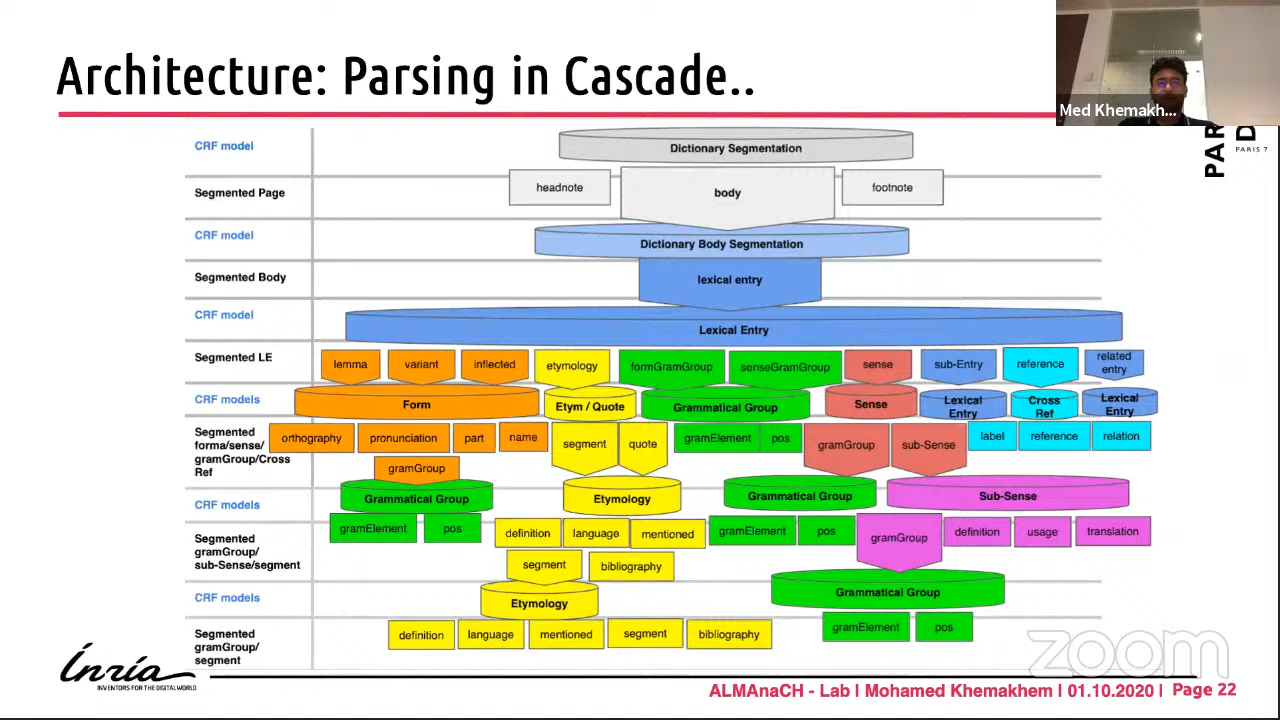 Architecture: Parsing in Cascade..
Med Khemakh...
PARIS 7
CRF model
Dictionary Segmentation
Segmented Page
headnote
body
footnote
CRF model
Dictionary Body Segmentation
Segmented Body
lexical entry
CRF model
Lexical Entry
Segmented LE
lemma
variant
inflected
etymology
formGramGroup
senseGramGroup
sense
sub-Entry
reference
related
entry
CRF models
Form
Etym / Quote
Grammatical Group
Sense
Lexical
Entry
Cross
Ref
Lexical
Entry
Segmented
forma/sense/
gramGroup/Cross
Ref
orthography
pronunciation
part
name
segment
quote
gramElement
pos
gramGroup
sub-Sense
label
reference
relation
gramGroup
CRF models
Grammatical Group
Etymology
Grammatical Group
Sub-Sense
Segmented
gramGroup/
sub-Sense/segment
gramElement
pos
definition
language
mentioned
gramElement
pos
gramGroup
definition
usage
translation
segment
bibliography
CRF models
Etymology
Grammatical Group
Segmented
gramGroup/
segment
definition
language
mentioned
segment
bibliography
gramElement
pos
zoom
Inria
INVENTORS FOR THE DIGITAL WORLD
ALMAnaCH - Lab | Mohamed Khemakhem | 01.10.2020 | Page 22